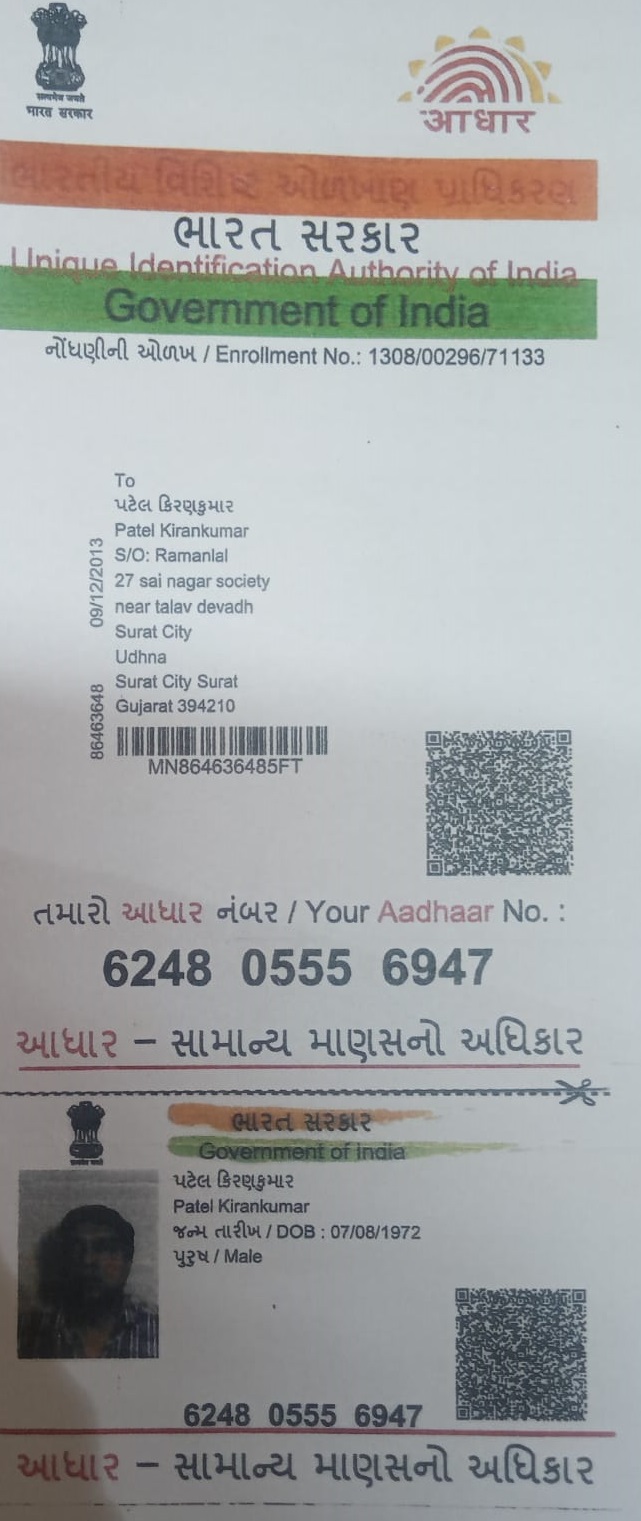 सत्यमेव जयते
भारत सरकार
आधार
ભારતીય વિશિષ્ટ ઓળખાણ પ્રાધિકરણ
ભારત સરકાર
Unique Identification Authority of India
Government of India
નોંધણીની ઓળખ / Enrollment No.: 1308/00296/71133
To
પટેલ કિરણકુમાર
Patel Kirankumar
S/O: Ramanlal
27 sai nagar society
near talav devadh
Surat City
Udhna
Surat City Surat
Gujarat 394210
09/12/2013
86463648
MN864636485FT
તમારો આધાર નંબર / Your Aadhaar No. :
6248 0555 6947
આધાર – સામાન્ય માણસનો અધિકાર
ભારત સરકાર
Government of India
પટેલ કિરણકુમાર
Patel Kirankumar
જન્મ તારીખ / DOB : 07/08/1972
પુરુષ / Male
6248 0555 6947
આધાર – સામાન્ય માણસનો અધિકાર